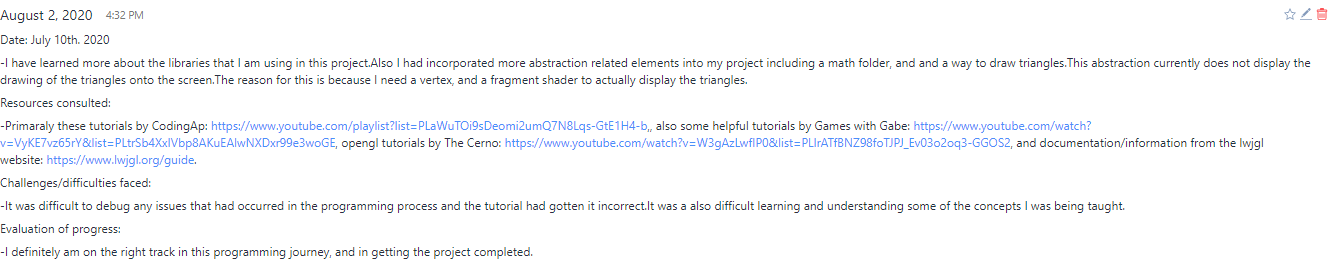 August 2, 2020 4:32 PM
Date: July 10th. 2020
-I have learned more about the libraries that I am using in this project.Also I had incorporated more abstraction related elements into my project including a math folder, and and a way to draw triangles.This abstraction currently does not display the
drawing of the triangles onto the screen.The reason for this is because I need a vertex, and a fragment shader to actually display the triangles.
Resources consulted:
-Primaraly these tutorials by CodingAp: https://www.youtube.com/playlist?list=PLaWuTOi9sDeomi2umQ7N8Lqs-GtE1H4-b,, also some helpful tutorials by Games with Gabe: https://www.youtube.com/watch?
v=VyKE7vz65rY&list=PLtrSb4XxIVbp8AKuEAlwNXDxr99e3woGE, opengl tutorials by The Cerno: https://www.youtube.com/watch?v=W3gAzLwfIP0&list=PLlrATfBNZ98foTJPJ_Ev03o2oq3-GGOS2, and documentation/information from the lwjgl
website: https://www.lwjgl.org/guide.
Challenges/difficulties faced:
-It was difficult to debug any issues that had occurred in the programming process and the tutorial had gotten it incorrect.It was a also difficult learning and understanding some of the concepts I was being taught.
Evaluation of progress:
-I definitely am on the right track in this programming journey, and in getting the project completed.